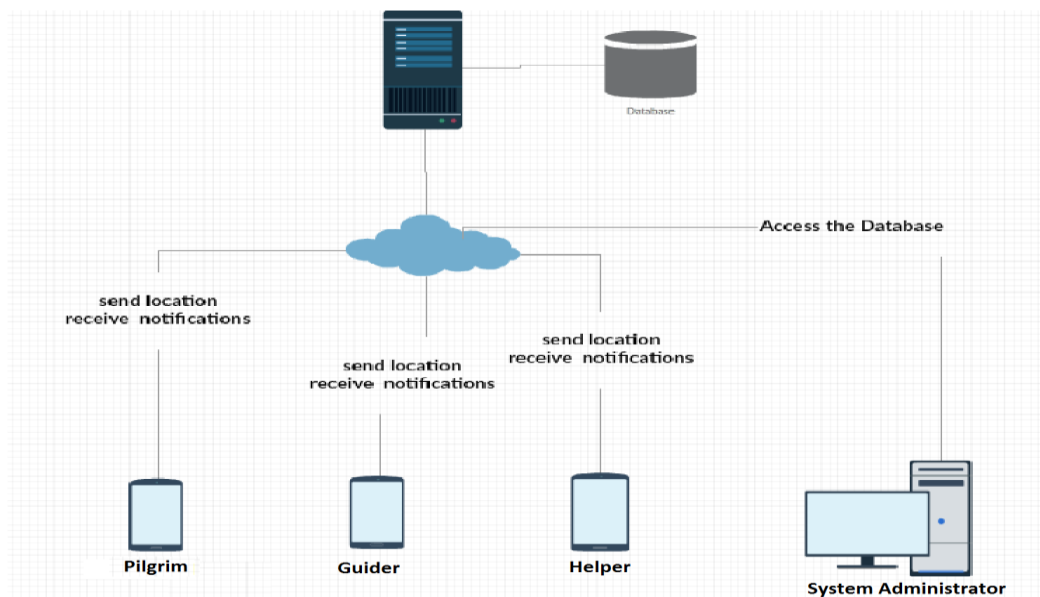 Database
Access the Database
send location
receive notifications
send location
receive notifications
send location
receive notifications
Pilgrim
Guider
Helper
System Administrator